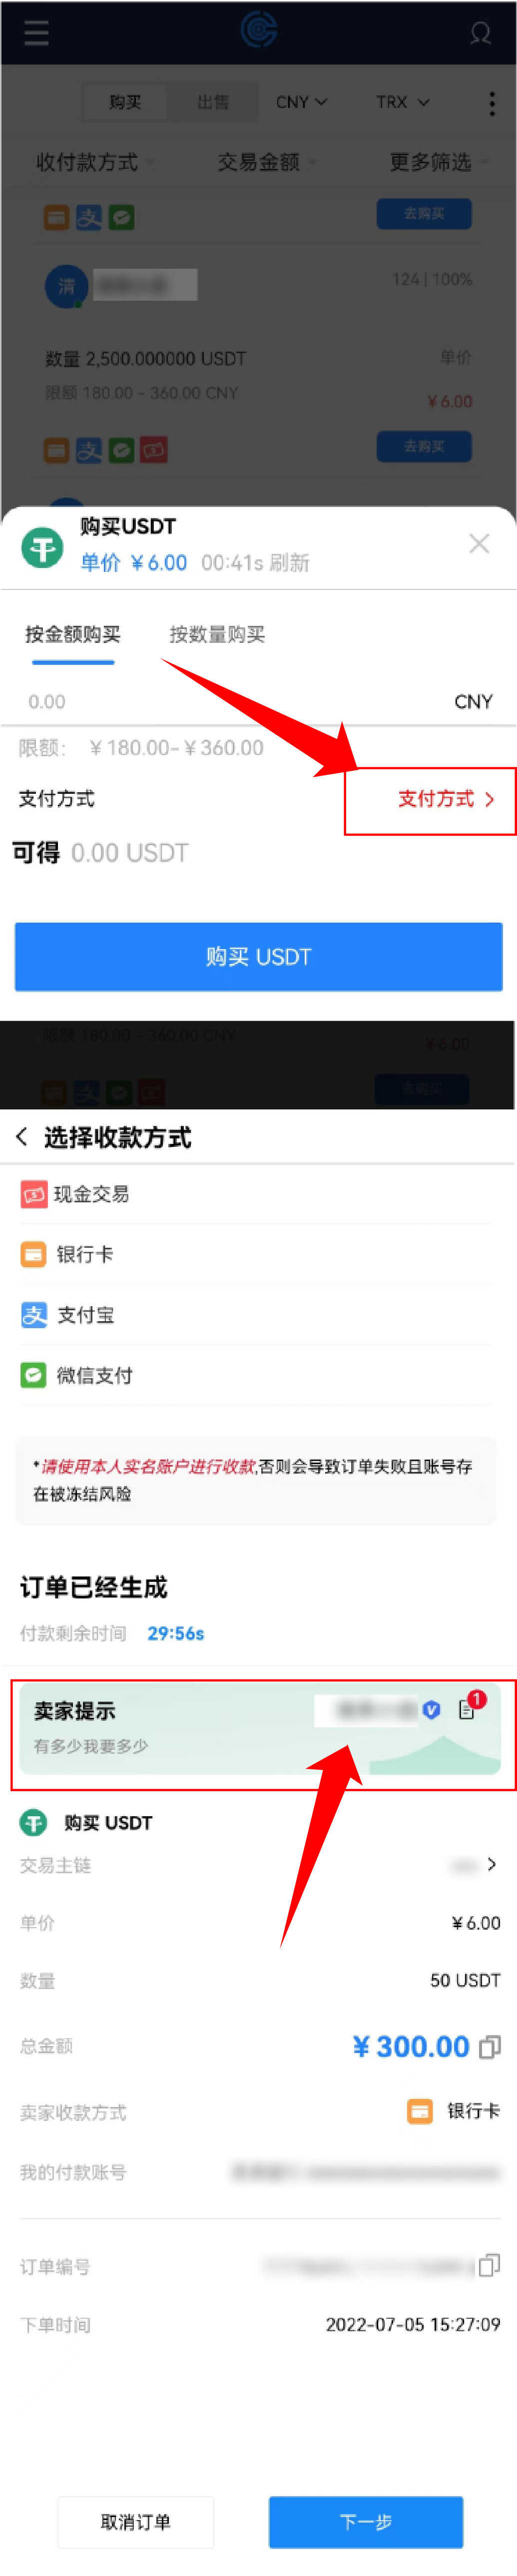 购买 出售 CNY TRX
收付款方式 交易金额 更多筛选
支 去购买
清 124 | 100%
数量 2,500.000000 USDT 单价
限额 180.00 - 360.00 CNY ¥6.00
支 去购买
购买USDT
单价 ¥6.00 00:41s 刷新
按金额购买 按数量购买
0.00 CNY
限额: ¥180.00-¥360.00
支付方式 支付方式
可得 0.00 USDT
购买 USDT
限额 180.00 - 360.00 CNY ¥6.00
支 去购买
选择收款方式
现金交易
银行卡
支 支付宝
微信支付
*请使用本人实名账户进行收款,否则会导致订单失败且账号存
在被冻结风险
订单已经生成
付款剩余时间 29:56s
卖家提示 V 1
有多少我要多少
购买 USDT
交易主链
单价 ¥6.00
数量 50 USDT
总金额 ¥300.00
卖家收款方式 银行卡
我的付款账号
订单编号
下单时间 2022-07-05 15:27:09
取消订单 下一步